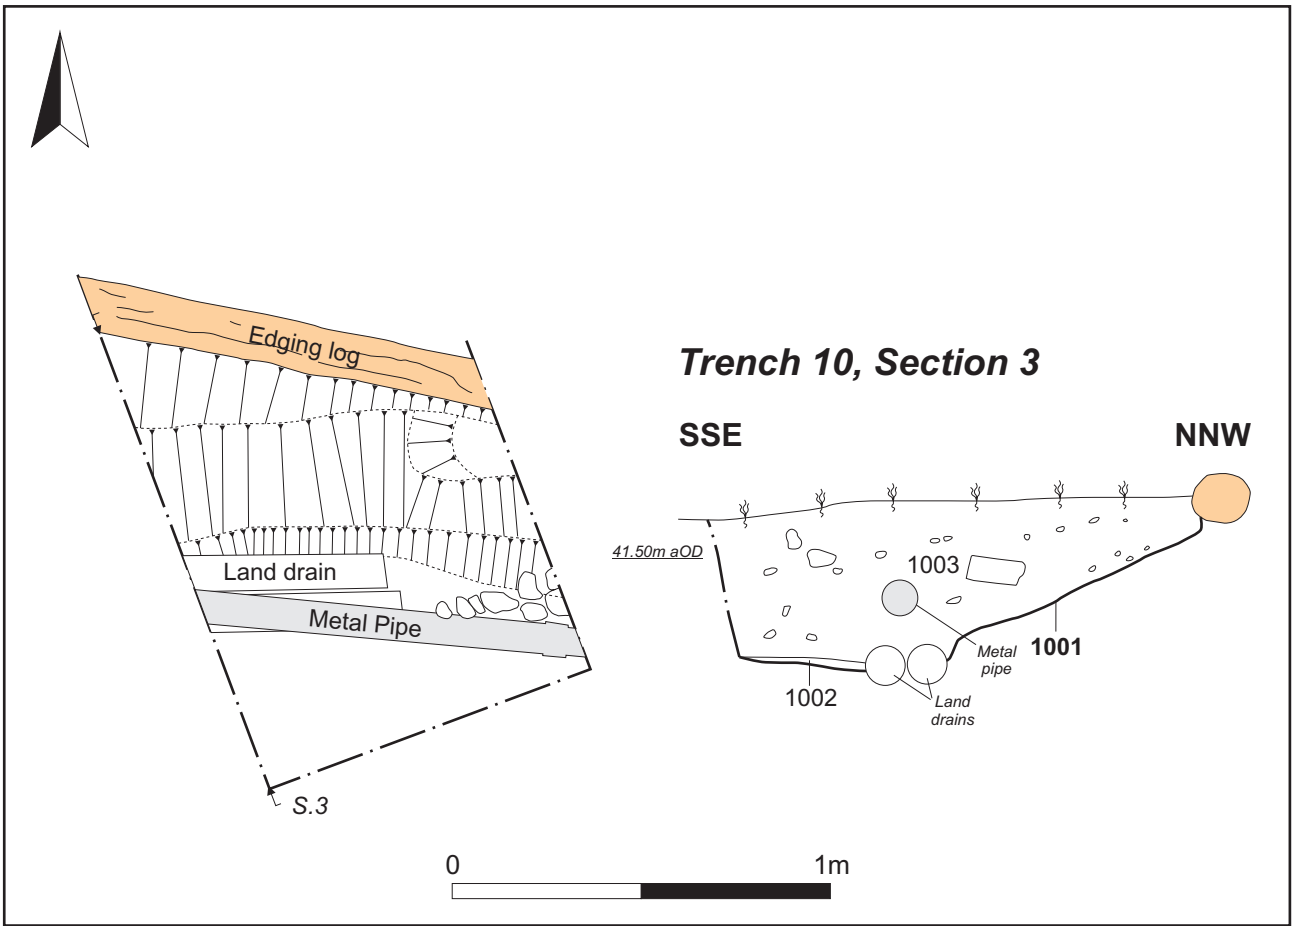 Edging log
Land drain
Metal Pipe
S.3
Trench 10, Section 3
SSE
NNW
41.50m aOD
1003
Metal
pipe
1001
1002
Land
drains
0
1m